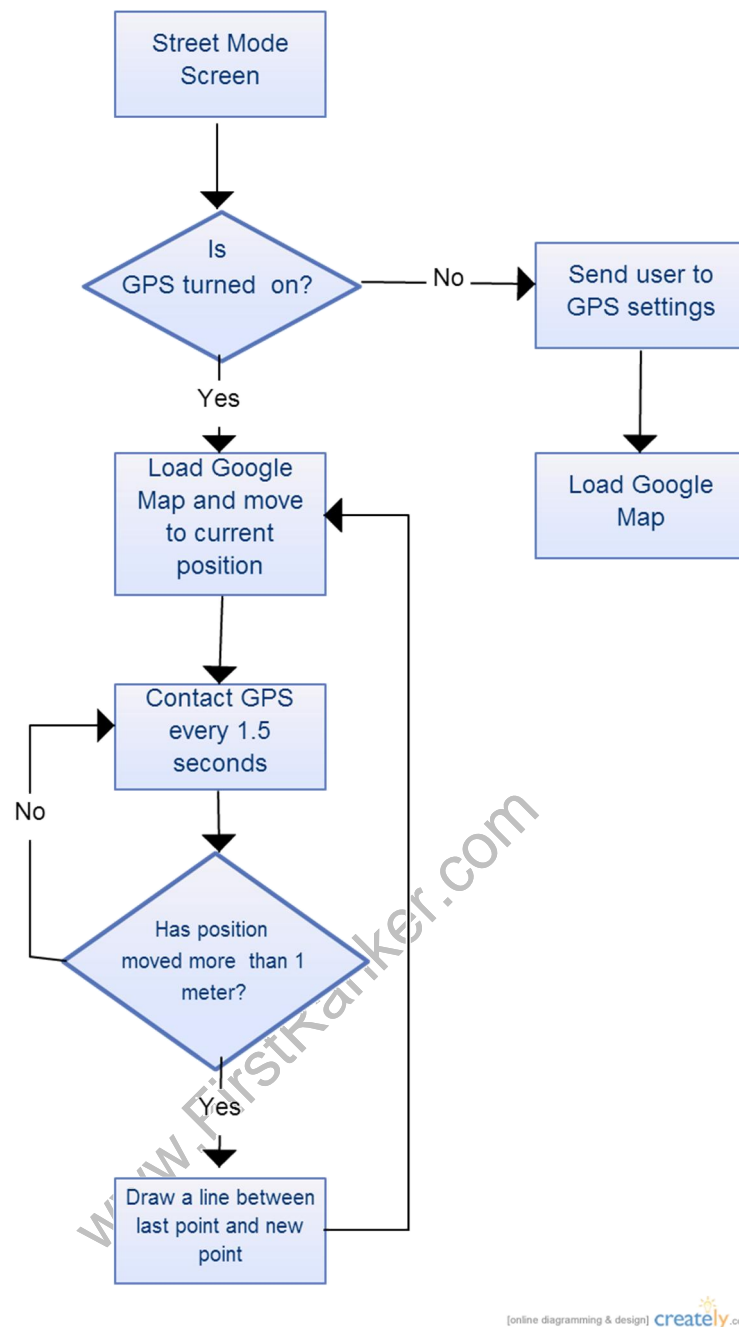 Street Mode
Screen
Is
GPS turned on?
No
Send user to
GPS settings
Yes
Load Google
Map and move
to current
position
Load Google
Map
Contact GPS
every 1.5
seconds
No
Has position
moved more than 1
meter?
www.FirstRanker.com
Yes
Draw a line between
last point and new
point
[online diagramming & design] creately.co